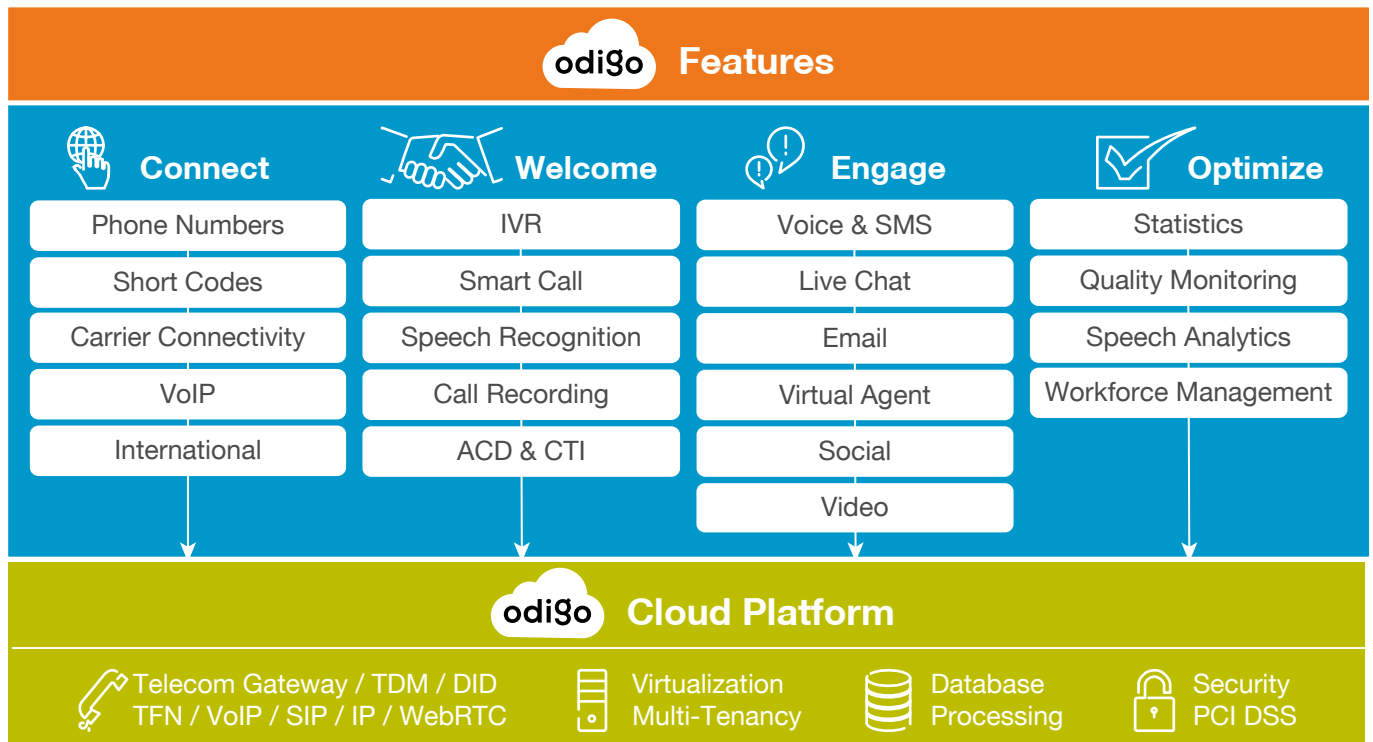 odigo Features
Connect
Phone Numbers
Short Codes
Carrier Connectivity
VoIP
International
Welcome
IVR
Smart Call
Speech Recognition
Call Recording
ACD & CTI
Engage
Voice & SMS
Live Chat
Email
Virtual Agent
Social
Video
Optimize
Statistics
Quality Monitoring
Speech Analytics
Workforce Management
odigo Cloud Platform
Telecom Gateway / TDM / DID
TFN / VoIP / SIP / IP / WebRTC
Virtualization
Multi-Tenancy
Database
Processing
Security
PCI DSS